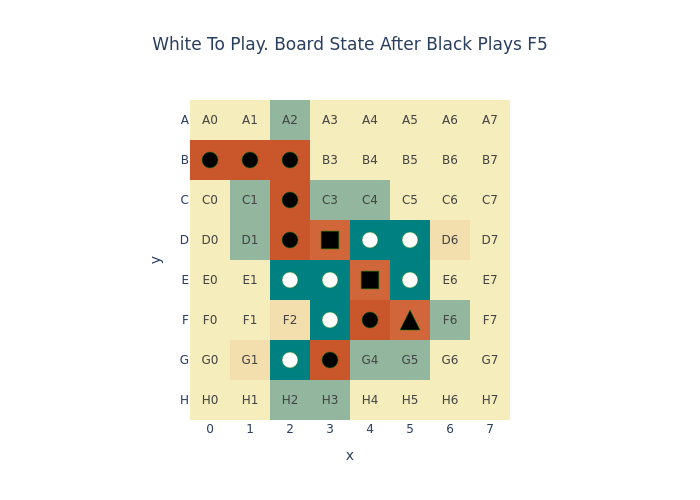 White To Play. Board State After Black Plays F5
A A0 A1 A2 A3 A4 A5 A6 A7
B B3 B4 B5 B6 B7
C C0 C1 C3 C4 C5 C6 C7
D D0 D1 D6 D7
E E0 E1 E6 E7
F F0 F1 F2 F6 F7
G G0 G1 G4 G5 G6 G7
H H0 H1 H2 H3 H4 H5 H6 H7
0 1 2 3 4 5 6 7
x
y